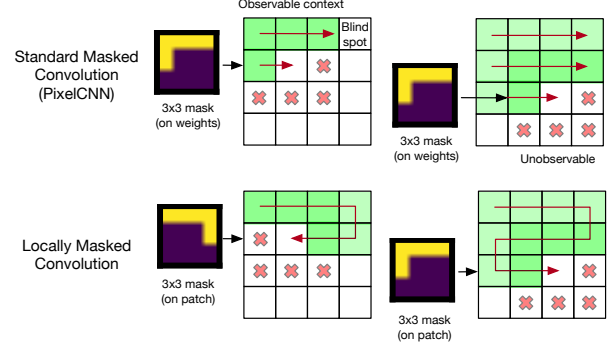 Observable context
Blind
spot
Standard Masked
Convolution
(PixelCNN)
3x3 mask
(on weights)
3x3 mask
(on weights)
Unobservable
Locally Masked
Convolution
3x3 mask
(on patch)
3x3 mask
(on patch)